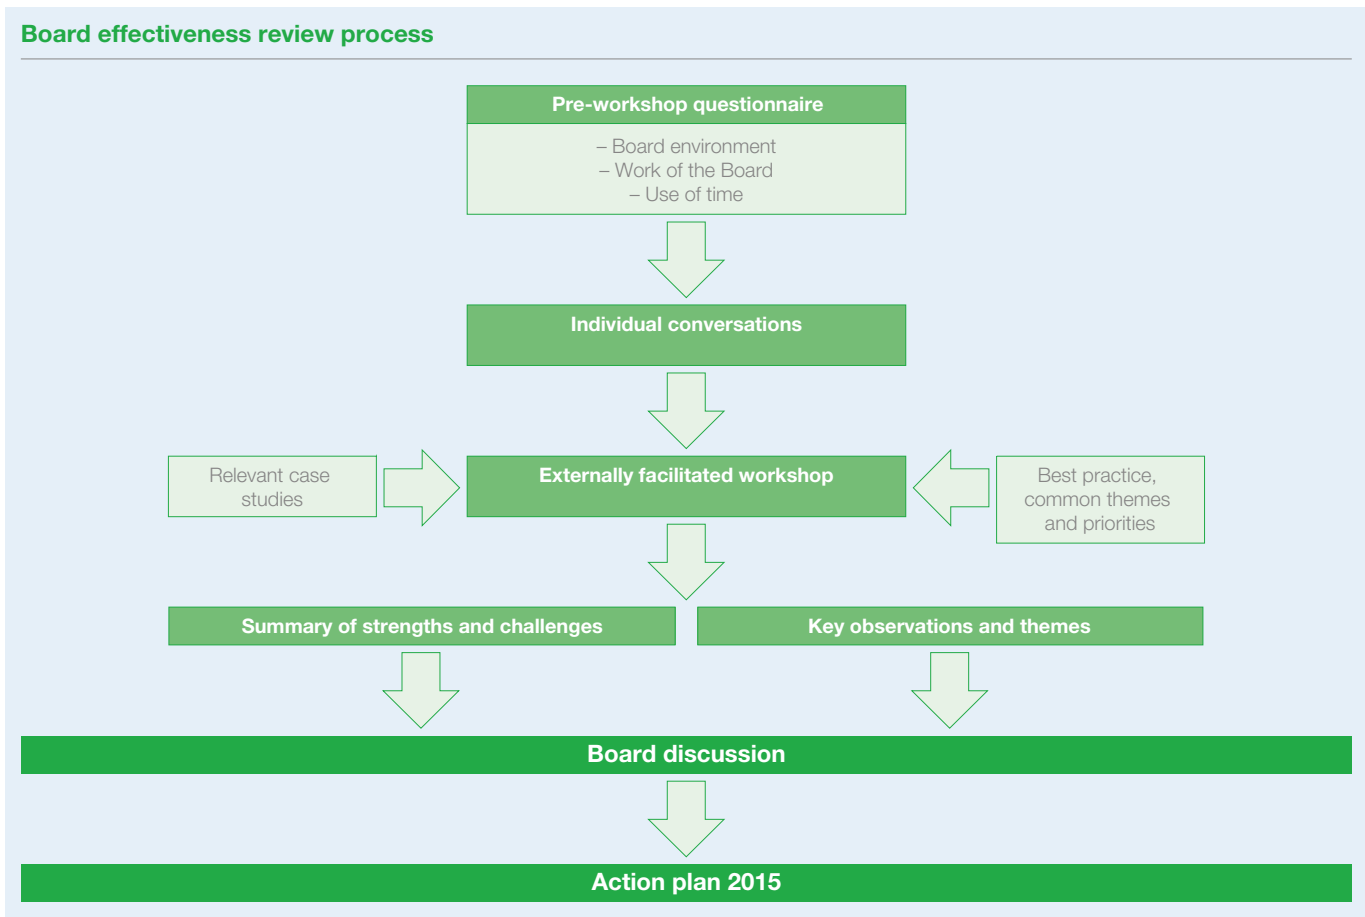 Board effectiveness review process
Pre-workshop questionnaire
– Board environment
– Work of the Board
– Use of time
Individual conversations
Relevant case
studies
Externally facilitated workshop
Best practice,
common themes
and priorities
Summary of strengths and challenges
Key observations and themes
Board discussion
Action plan 2015